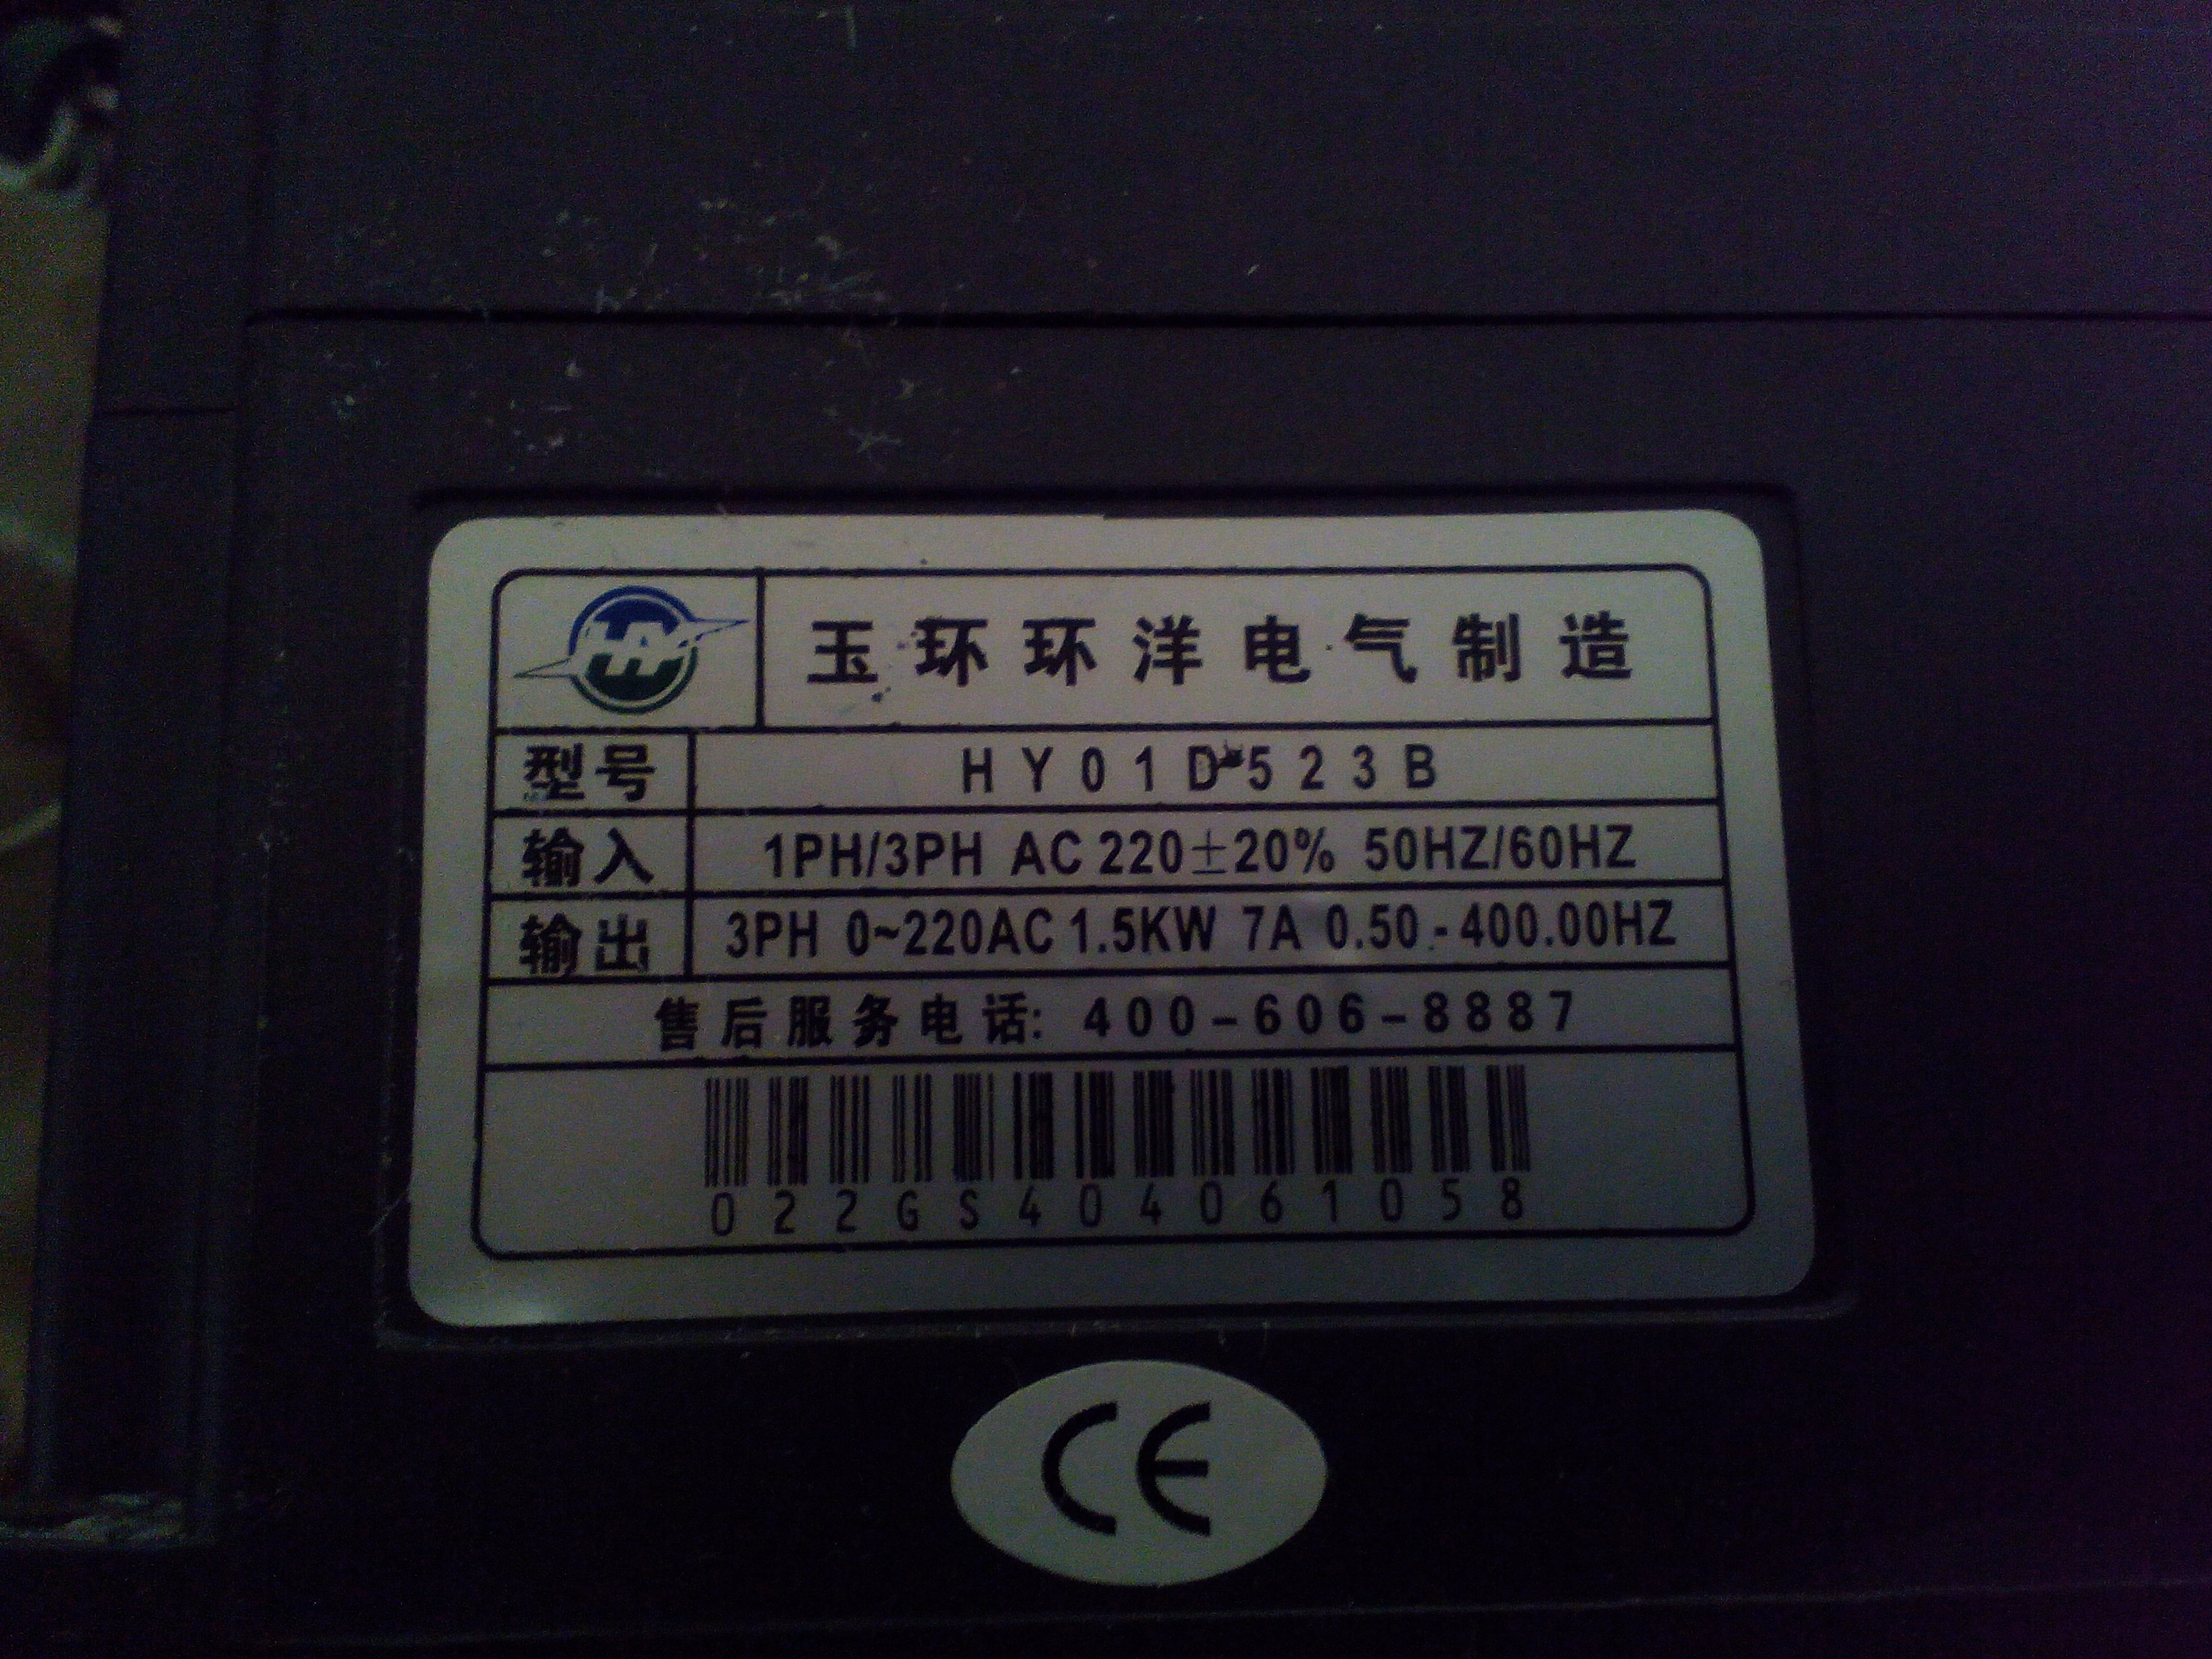 玉环环洋电气制造
型号 HY01D523B
输入 1PH/3PH AC 220±20% 50HZ/60HZ
输出 3PH 0~220AC 1.5KW 7A 0.50-400.00HZ
售后服务电话: 400-606-8887
022GS404061058
CE